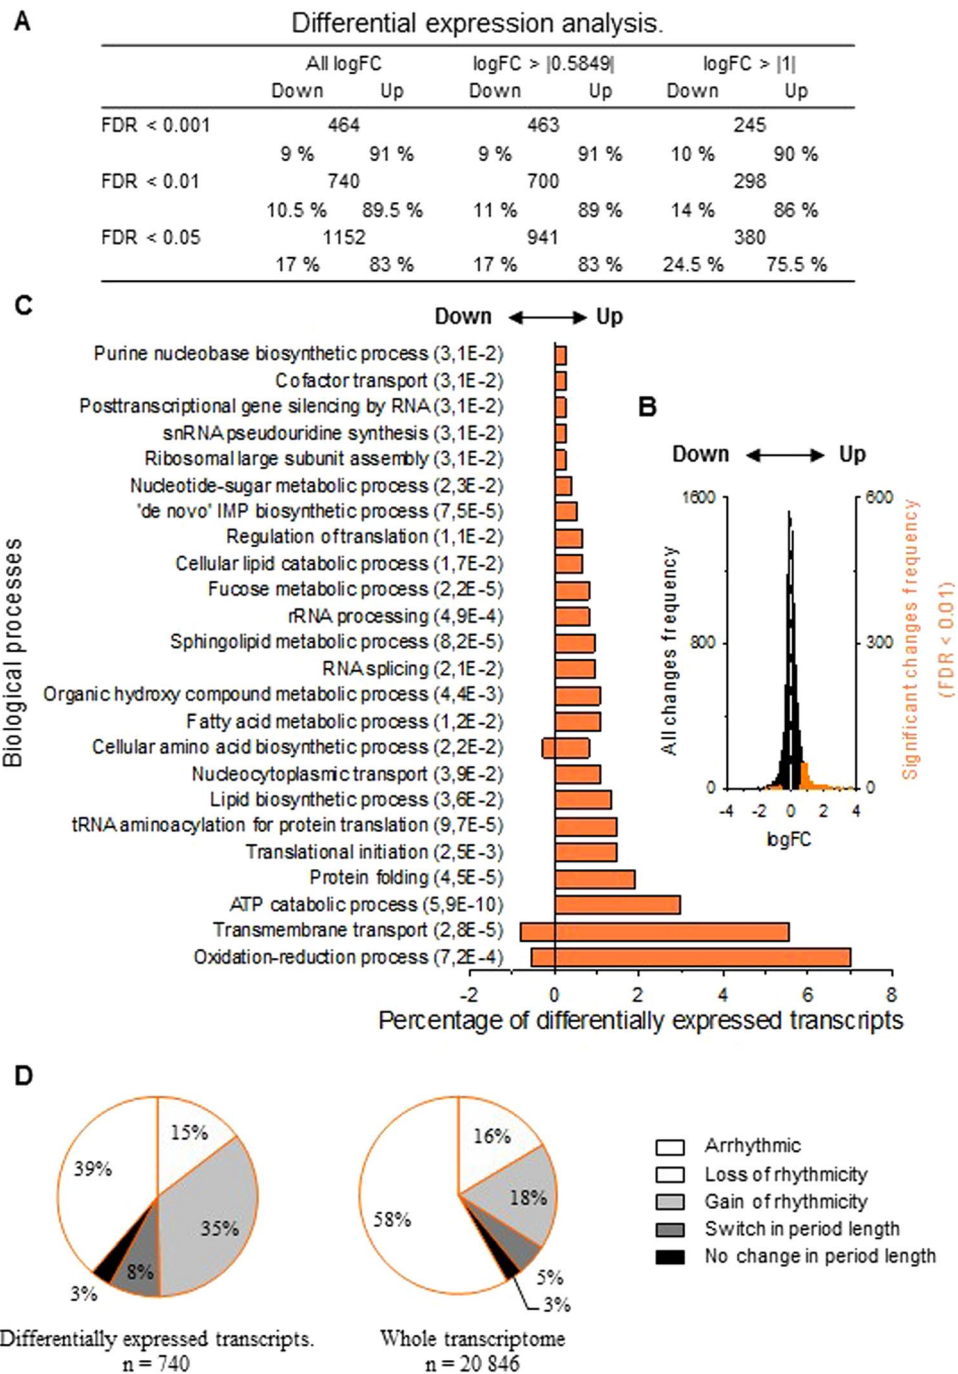 A
Differential expression analysis.
All logFC logFC > |0.5849| logFC > |1|
Down Up Down Up Down Up
FDR < 0.001 464 463 245
9 % 91 % 9 % 91 % 10 % 90 %
FDR < 0.01 740 700 298
10.5 % 89.5 % 11 % 89 % 14 % 86 %
FDR < 0.05 1152 941 380
17 % 83 % 17 % 83 % 24.5 % 75.5 %
C
Down Up
Biological processes
Purine nucleobase biosynthetic process (3,1E-2)
Cofactor transport (3,1E-2)
Posttranscriptional gene silencing by RNA (3,1E-2)
snRNA pseudouridine synthesis (3,1E-2)
Ribosomal large subunit assembly (3,1E-2)
Nucleotide-sugar metabolic process (2,3E-2)
'de novo' IMP biosynthetic process (7,5E-5)
Regulation of translation (1,1E-2)
Cellular lipid catabolic process (1,7E-2)
Fucose metabolic process (2,2E-5)
rRNA processing (4,9E-4)
Sphingolipid metabolic process (8,2E-5)
RNA splicing (2,1E-2)
Organic hydroxy compound metabolic process (4,4E-3)
Fatty acid metabolic process (1,2E-2)
Cellular amino acid biosynthetic process (2,2E-2)
Nucleocytoplasmic transport (3,9E-2)
Lipid biosynthetic process (3,6E-2)
tRNA aminoacylation for protein translation (9,7E-5)
Translational initiation (2,5E-3)
Protein folding (4,5E-5)
ATP catabolic process (5,9E-10)
Transmembrane transport (2,8E-5)
Oxidation-reduction process (7,2E-4)
-2 0 2 4 6 8
Percentage of differentially expressed transcripts
B
Down Up
1600 600
800 300
0 0
All changes frequency
Significant changes frequency
(FDR < 0.01)
-4 -2 0 2 4
logFC
D
15%
39%
35%
8%
3%
Differentially expressed transcripts.
n = 740
16%
18%
58%
5%
3%
Whole transcriptome
n = 20 846
Arrhythmic
Loss of rhythmicity
Gain of rhythmicity
Switch in period length
No change in period length